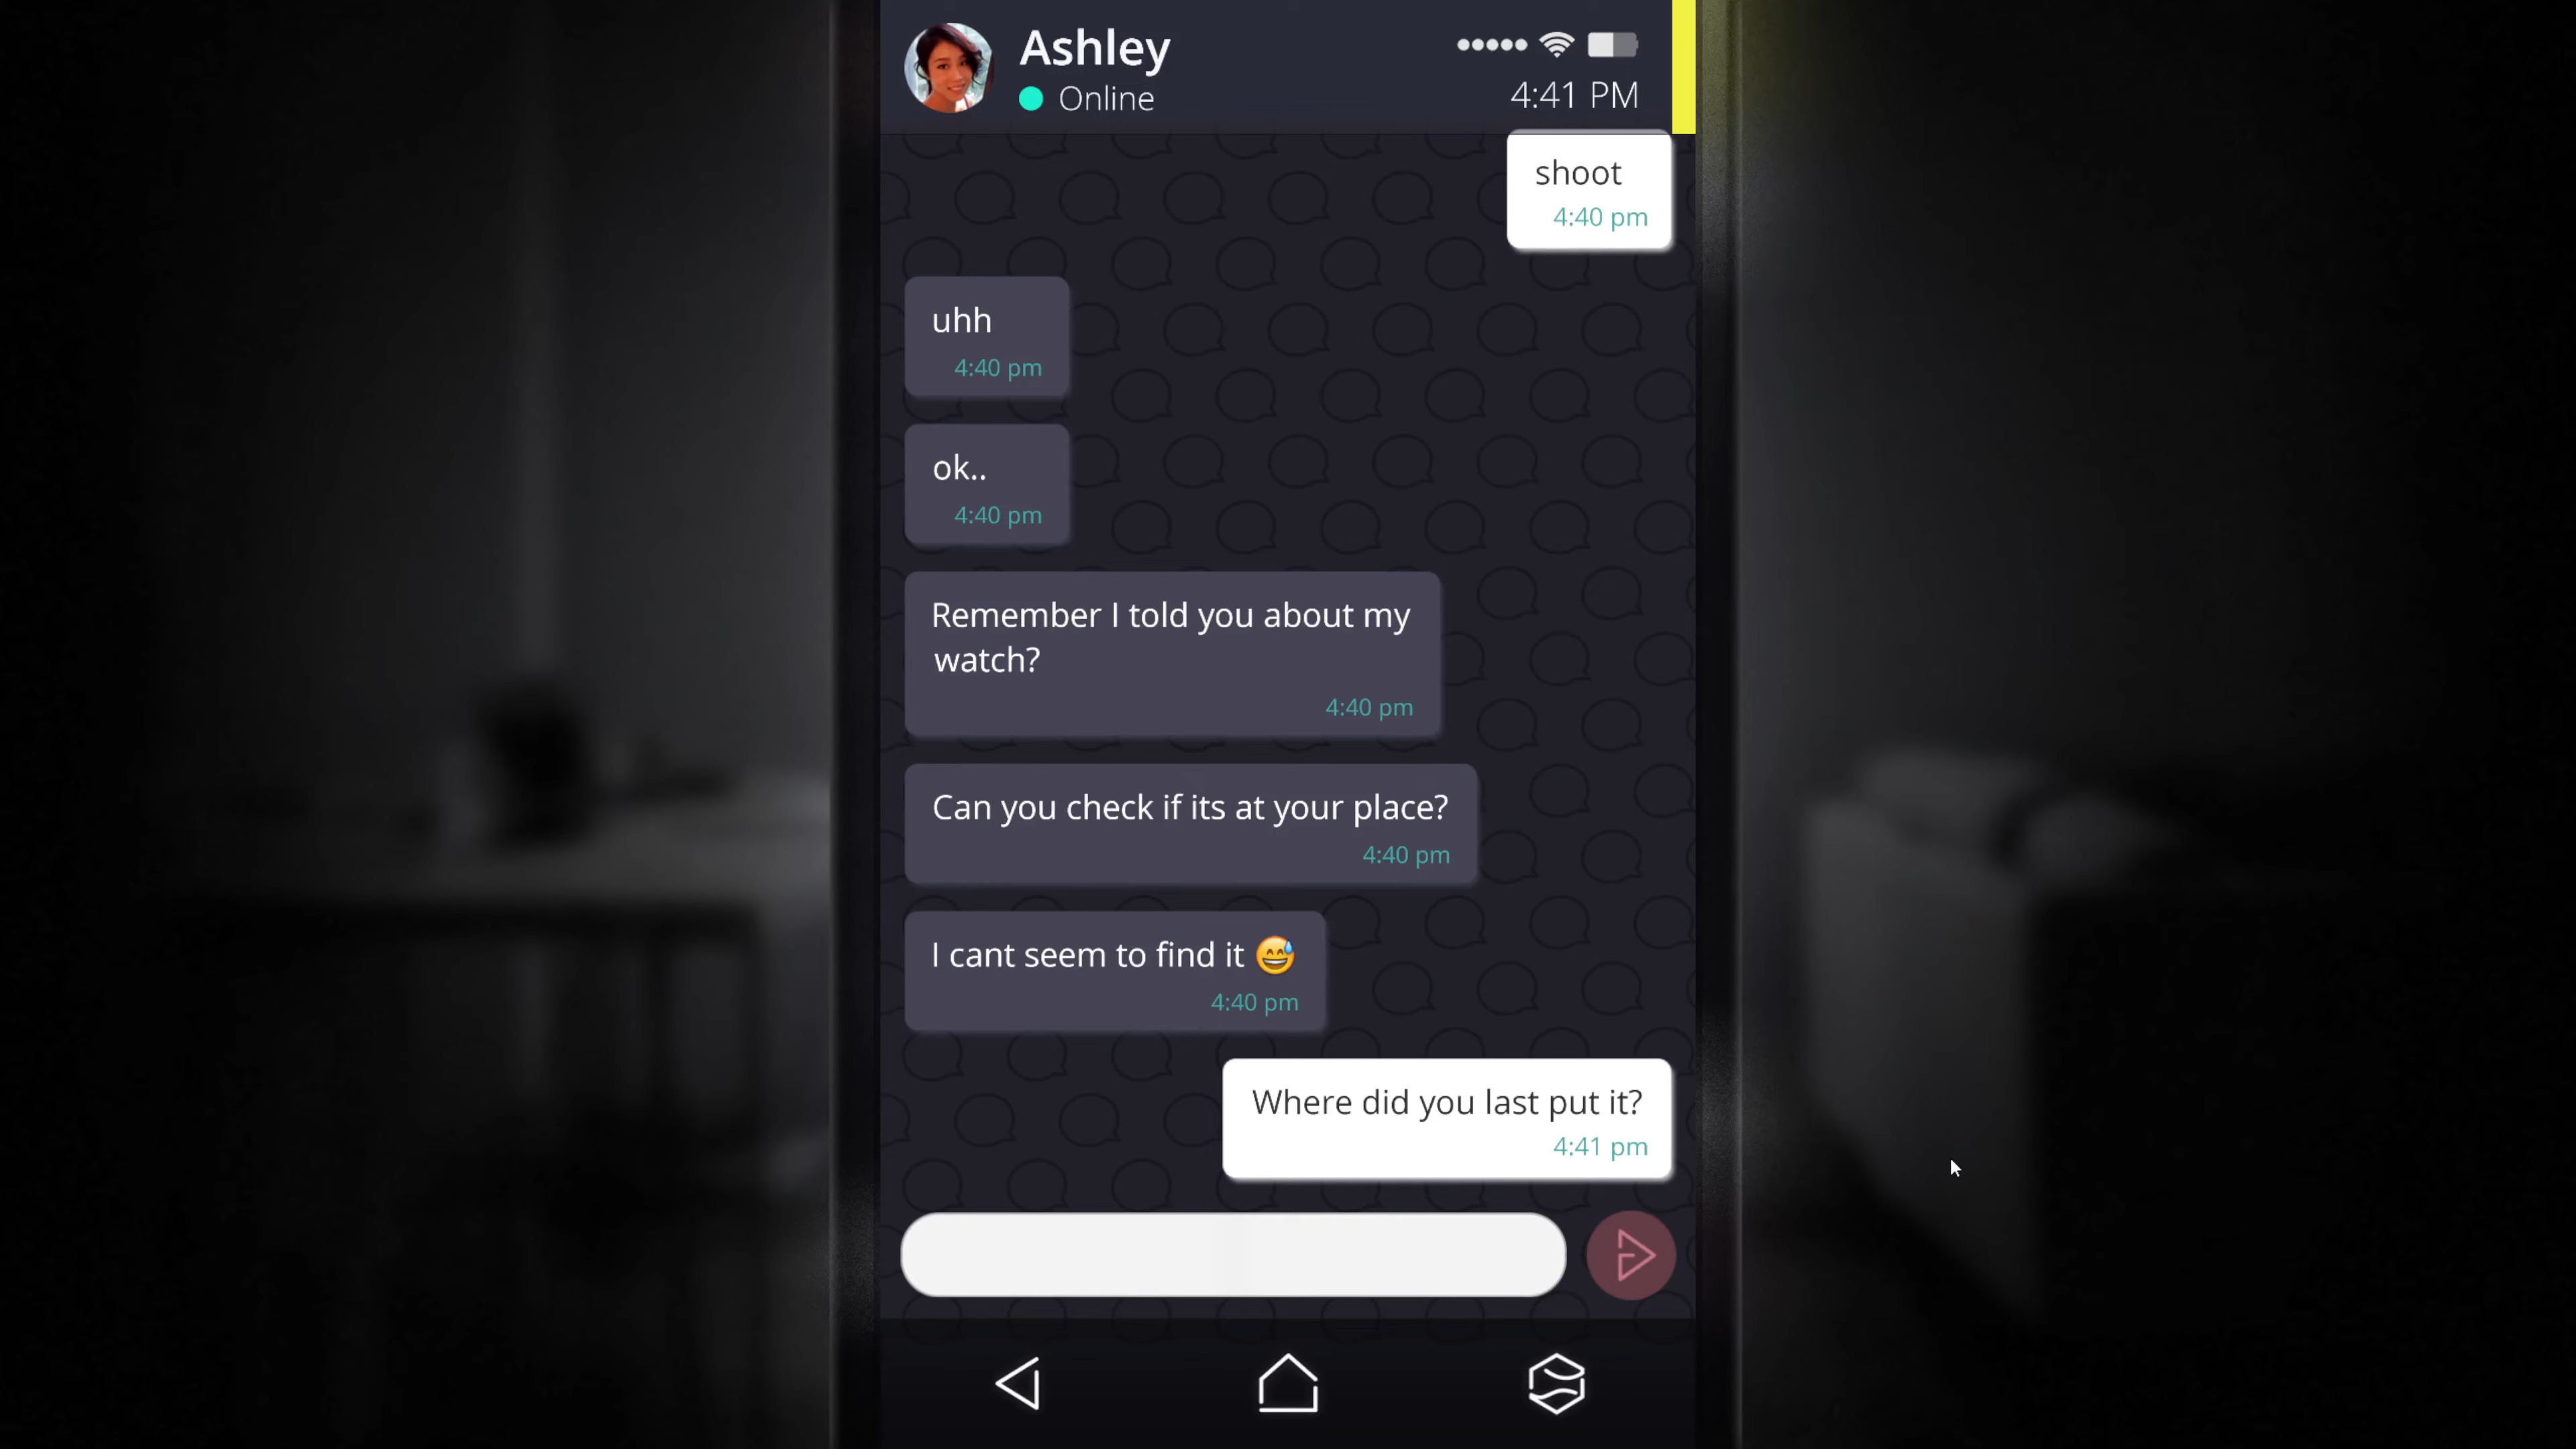 Ashley
Online
4:41 PM
shoot
4:40 pm
uhh
4:40 pm
ok..
4:40 pm
Remember I told you about my
watch?
4:40 pm
Can you check if its at your place?
4:40 pm
I cant seem to find it 😅
4:40 pm
Where did you last put it?
4:41 pm